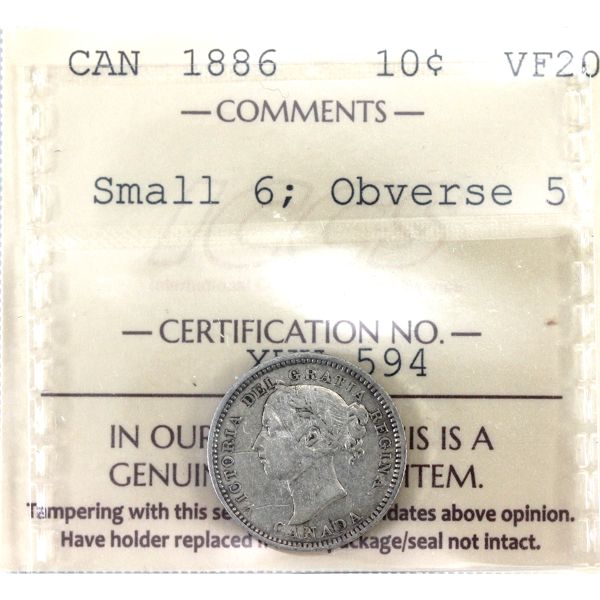 CAN 1886 10¢ VF20
— COMMENTS —
Small 6; Obverse 5
— CERTIFICATION NO. —
594
IN OUR IS IS A
GENUIN ITEM.
Tampering with this se dates above opinion.
Have holder replaced ckage/seal not intact.
VICTORIA DEI GRATIA REGINA
CANADA